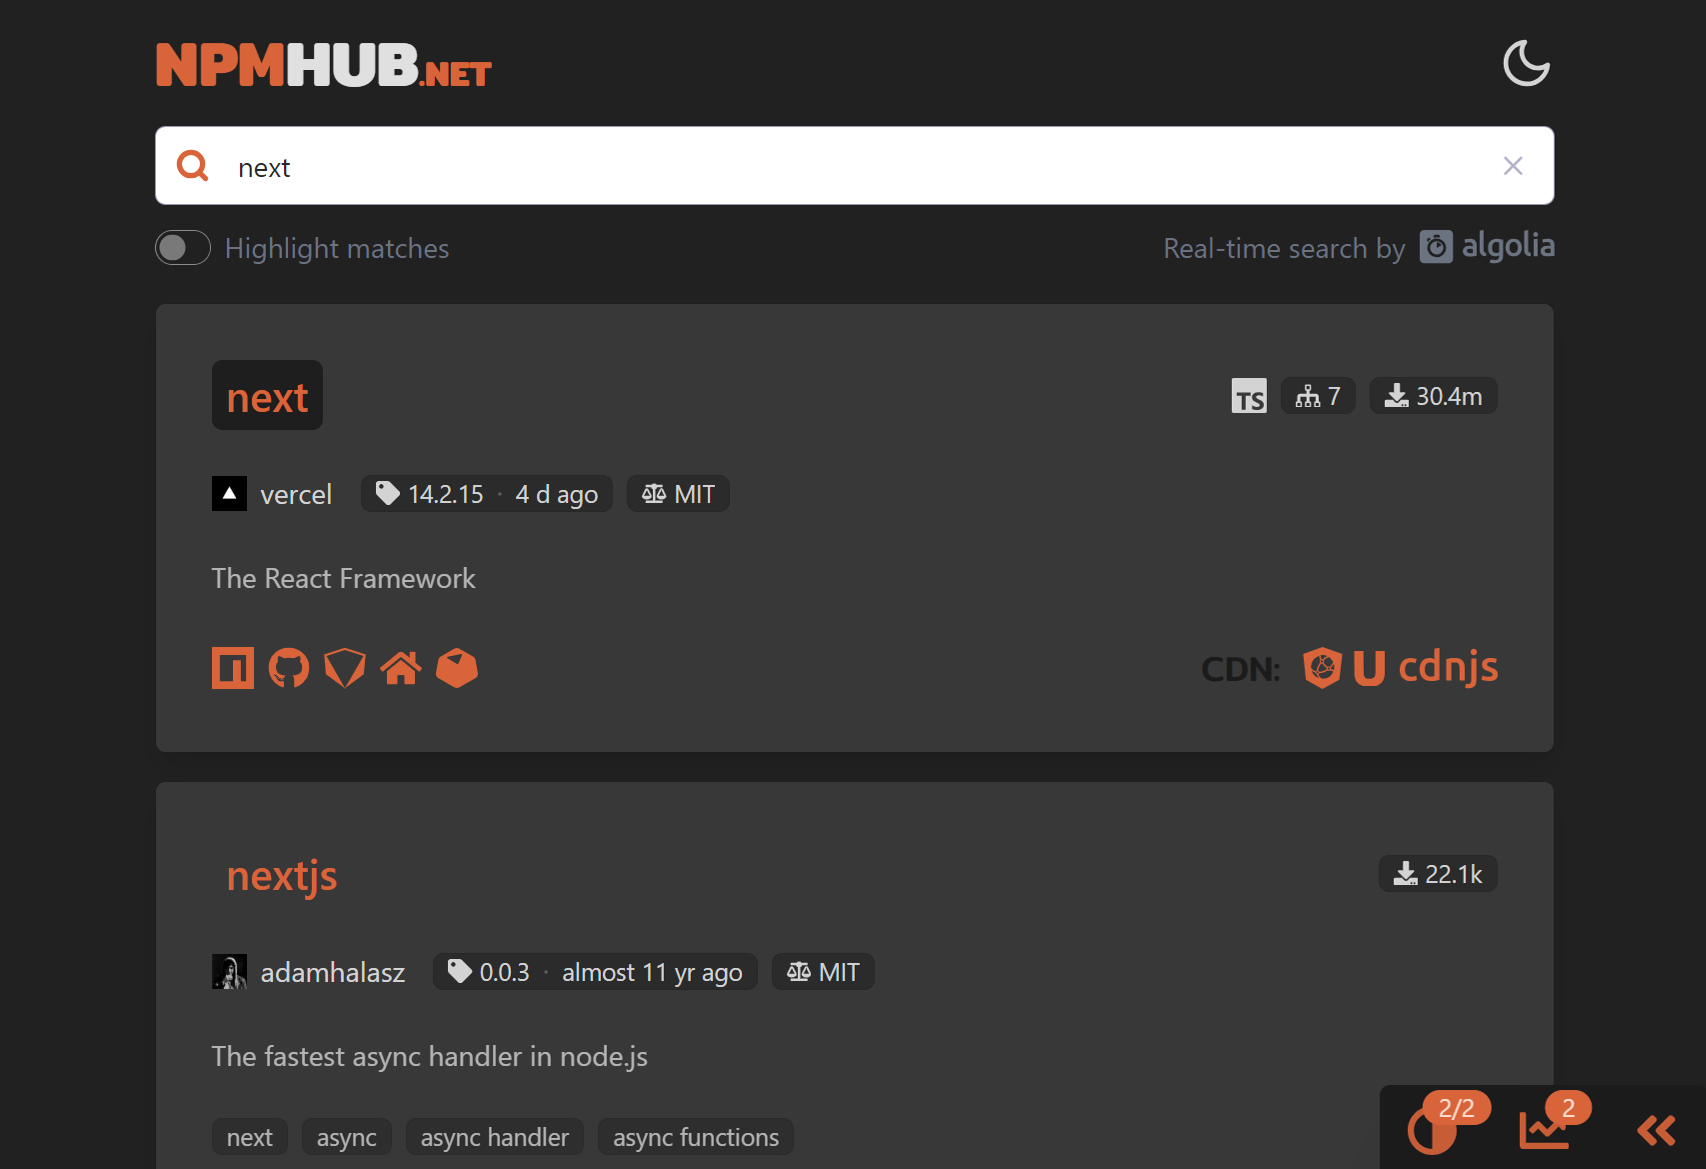 NPMHUB.NET
next
Highlight matches
Real-time search by algolia
next
TS 7 30.4m
vercel 14.2.15 · 4 d ago MIT
The React Framework
CDN: U cdnjs
nextjs
22.1k
adamhalasz 0.0.3 · almost 11 yr ago MIT
The fastest async handler in node.js
next async async handler async functions
2/2 2